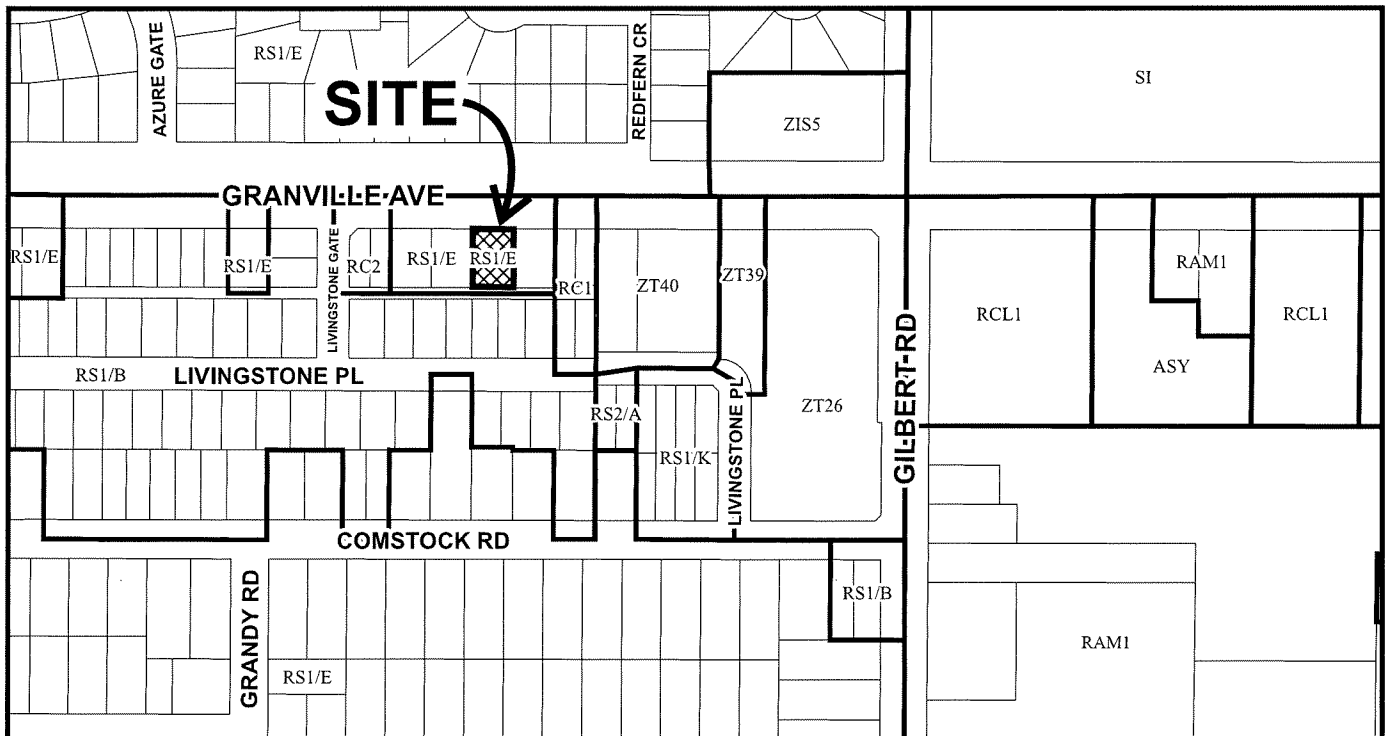 AZURE GATE
RS1/E
REDFERN CR
SI
SITE
ZIS5
GRANVILLE AVE
RS1/E
RS1/E
LIVINGSTONE GATE
RC2
RS1/E
RS1/E
RC1
ZT40
ZT39
RCL1
RAM1
RCL1
ASY
GILBERT RD
RS1/B
LIVINGSTONE PL
RS2/A
ZT26
RS1/K
LIVINGSTONE PL
COMSTOCK RD
GRANDY RD
RS1/B
RS1/E
RAM1